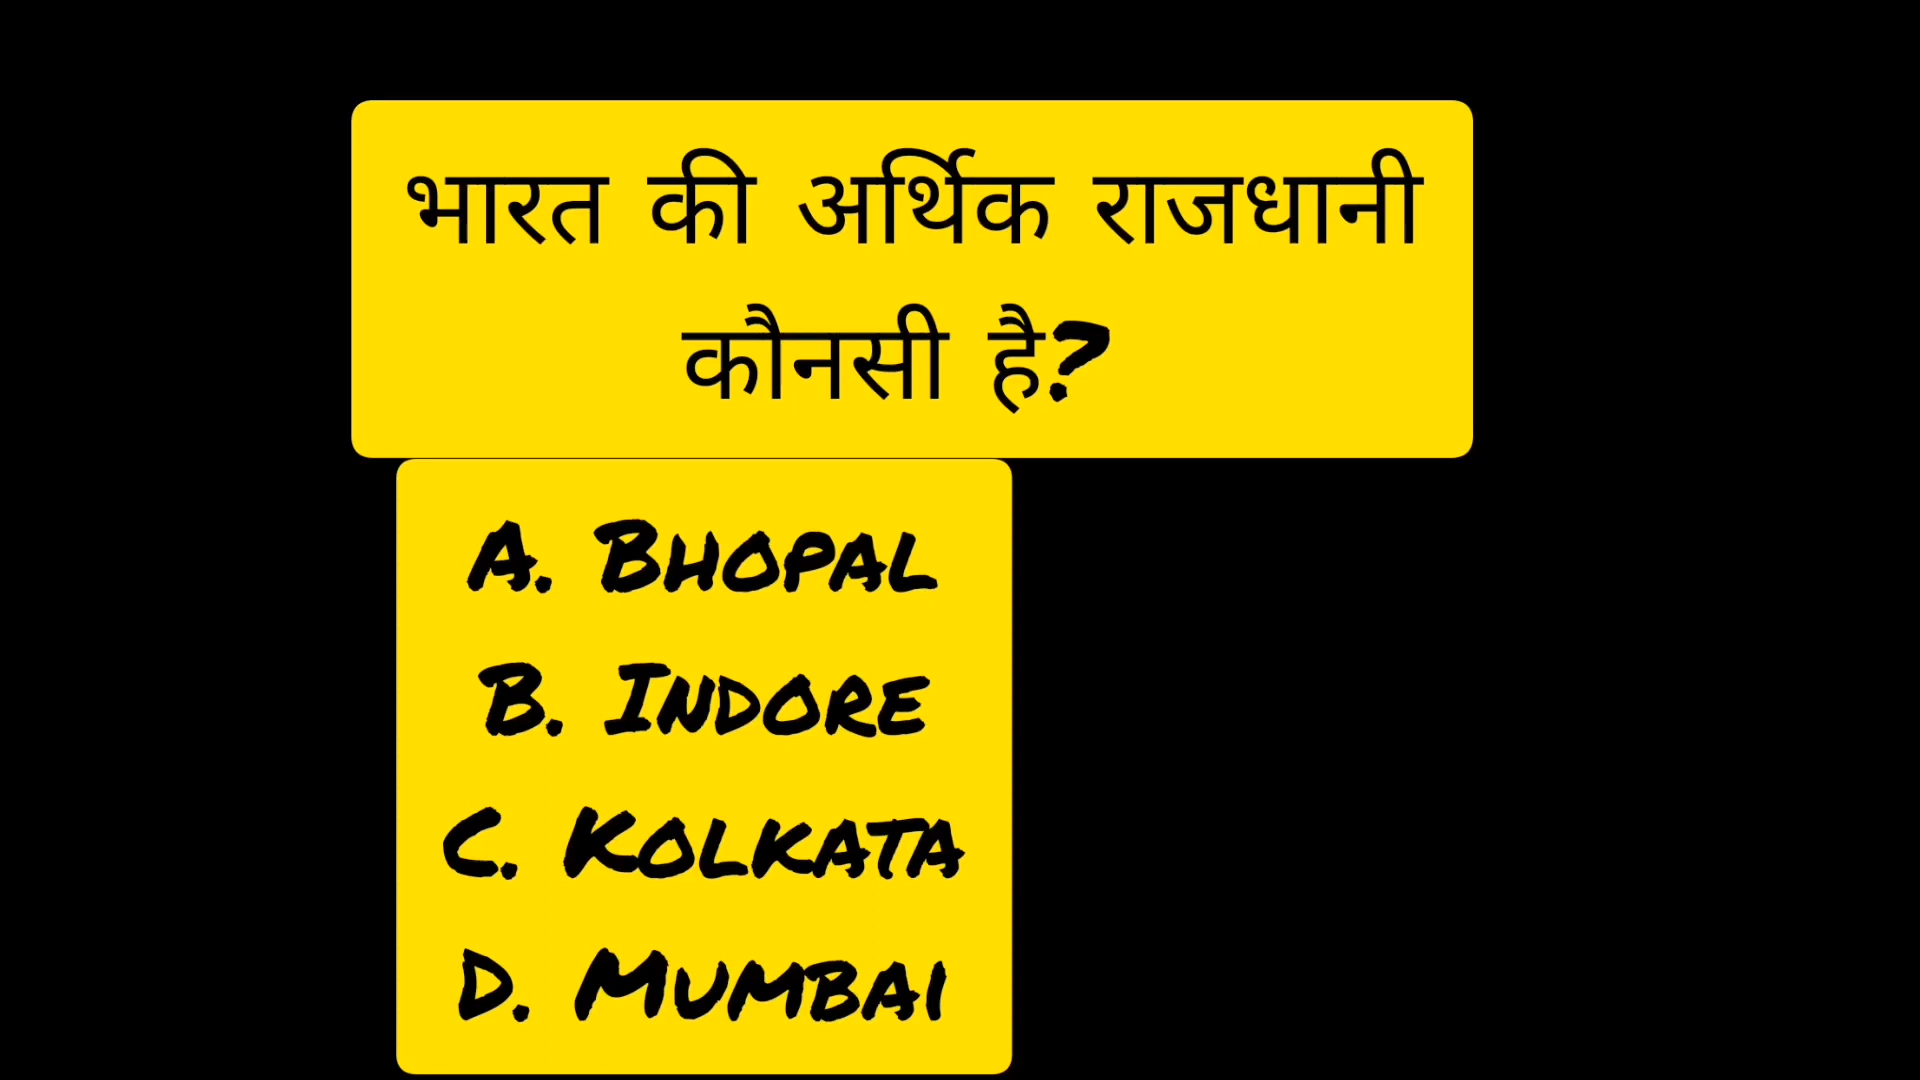 भारत की अर्थिक राजधानी
कौनसी है?
A. Bhopal
B. Indore
C. Kolkata
D. Mumbai